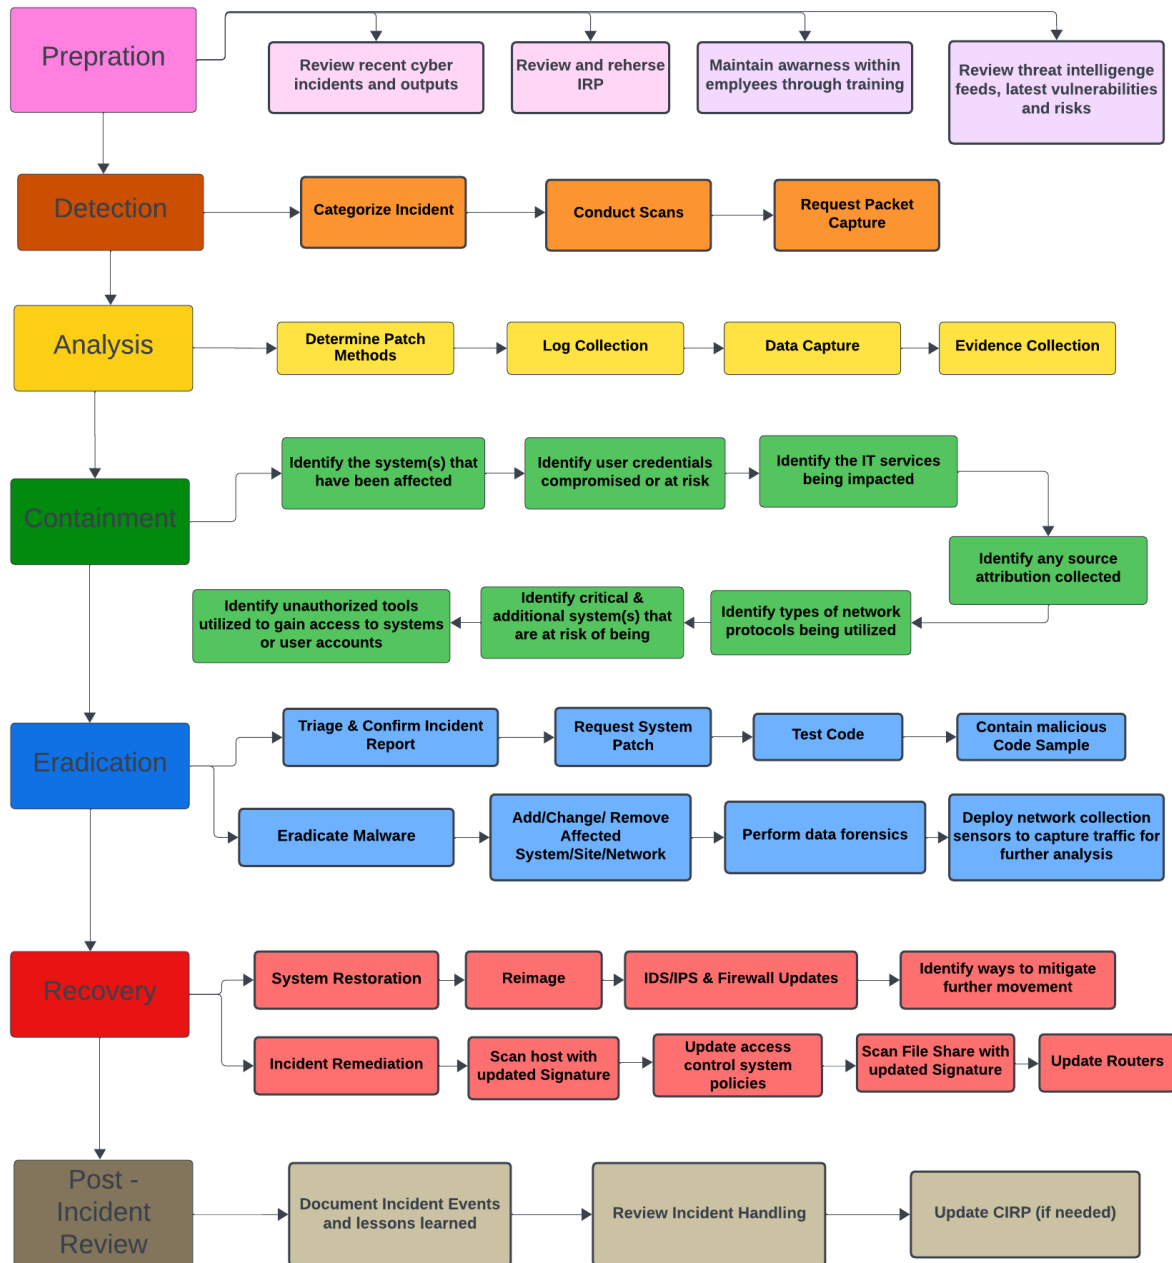 Prepration
Review recent cyber
incidents and outputs
Review and reherse
IRP
Maintain awarness within
emplyees through training
Review threat intelligenge
feeds, latest vulnerabilities
and risks
Detection
Categorize Incident
Conduct Scans
Request Packet
Capture
Analysis
Determine Patch
Methods
Log Collection
Data Capture
Evidence Collection
Containment
Identify the system(s) that
have been affected
Identify user credentials
compromised or at risk
Identify the IT services
being impacted
Identify any source
attribution collected
Identify types of network
protocols being utilized
Identify critical &
additional system(s) that
are at risk of being
Identify unauthorized tools
utilized to gain access to systems
or user accounts
Eradication
Triage & Confirm Incident
Report
Request System
Patch
Test Code
Contain malicious
Code Sample
Eradicate Malware
Add/Change/ Remove
Affected
System/Site/Network
Perform data forensics
Deploy network collection
sensors to capture traffic for
further analysis
Recovery
System Restoration
Reimage
IDS/IPS & Firewall Updates
Identify ways to mitigate
further movement
Incident Remediation
Scan host with
updated Signature
Update access
control system
policies
Scan File Share with
updated Signature
Update Routers
Post -
Incident
Review
Document Incident Events
and lessons learned
Review Incident Handling
Update CIRP (if needed)